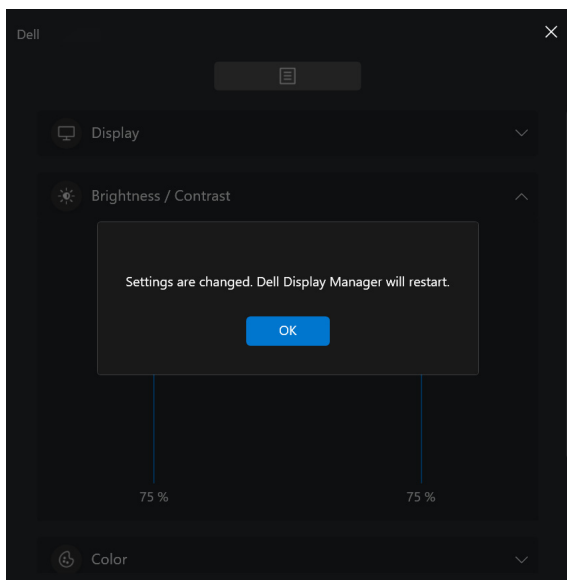 Dell
Display
Brightness / Contrast
Settings are changed. Dell Display Manager will restart.
OK
75 %
75 %
Color